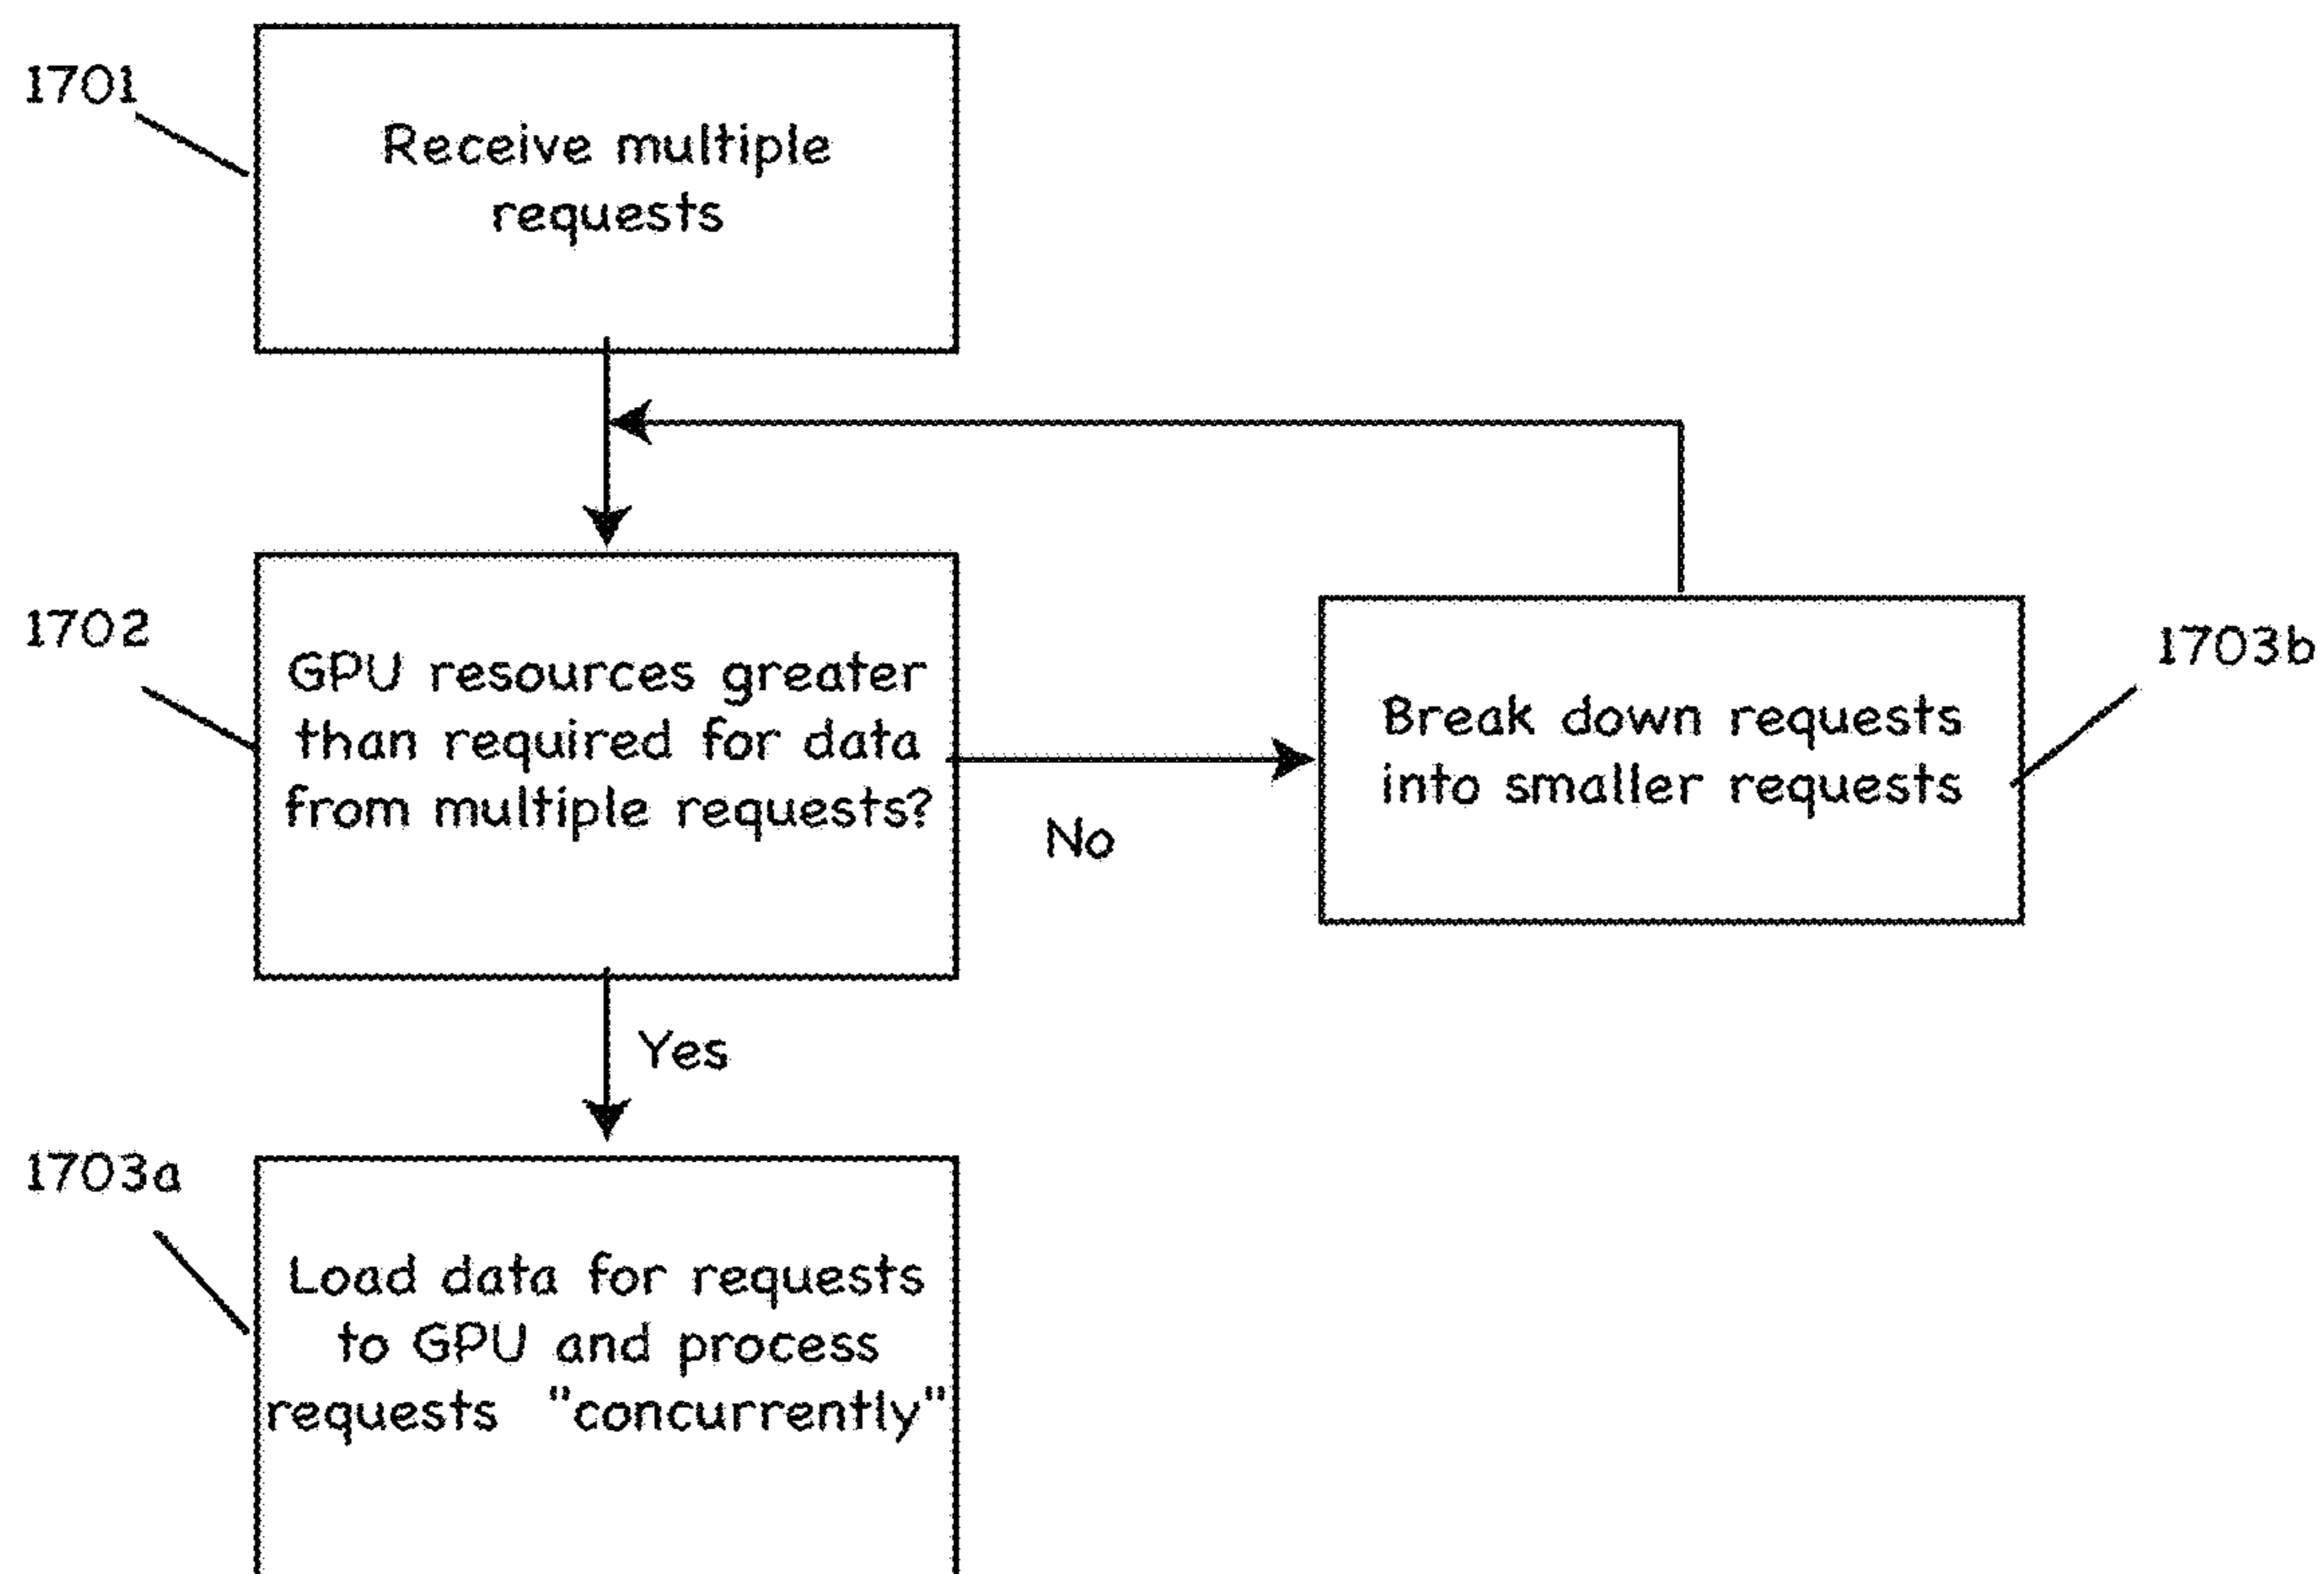 1701
Receive multiple
requests
1702
GPU resources greater
than required for data
from multiple requests?
No
Break down requests
into smaller requests
1703b
Yes
1703a
Load data for requests
to GPU and process
requests "concurrently"